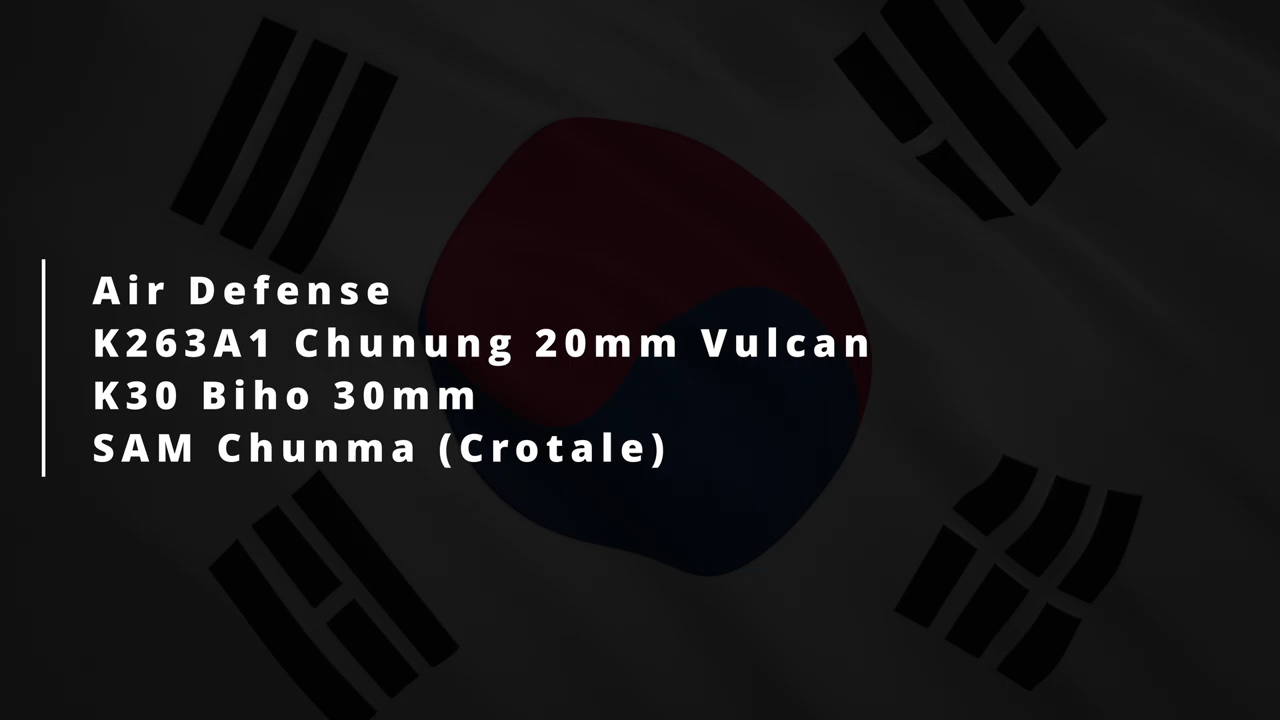 Air Defense
K263A1 Chunung 20mm Vulcan
K30 Biho 30mm
SAM Chunma (Crotale)